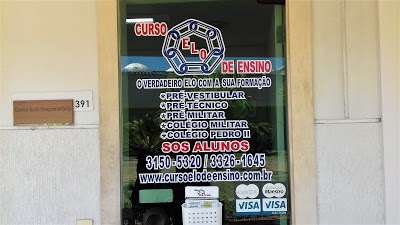 CURSO
ELO
DE ENSINO
O VERDADEIRO ELO COM A SUA FORMAÇÃO
PRÉ-VESTIBULAR
PRÉ-TÉCNICO
PRÉ-MILITAR
COLÉGIO MILITAR
COLÉGIO PEDRO II
SOS ALUNOS
3150-5320 / 3326-1645
www.cursoelodeensino.com.br
391
Maestro
VISA VISA